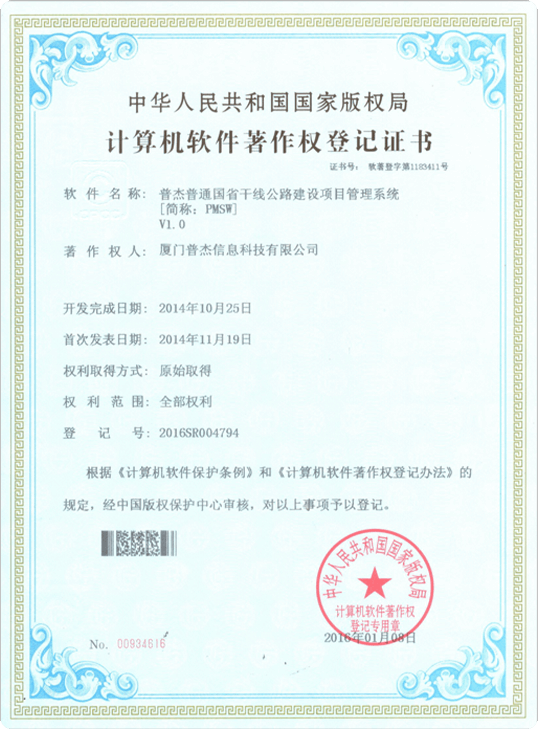 中华人民共和国国家版权局
计算机软件著作权登记证书
证书号: 软著登字第1183411号
软件名称: 普杰普通国省干线公路建设项目管理系统
[简称: PMSW]
V1.0
著作权人: 厦门普杰信息科技有限公司
开发完成日期: 2014年10月25日
首次发表日期: 2014年11月19日
权利取得方式: 原始取得
权利范围: 全部权利
登记号: 2016SR004794
根据《计算机软件保护条例》和《计算机软件著作权登记办法》的
规定, 经中国版权保护中心审核, 对以上事项予以登记。
中华人民共和国国家版权局
计算机软件著作权
登记专用章
2016年01月08日
No. 00934616